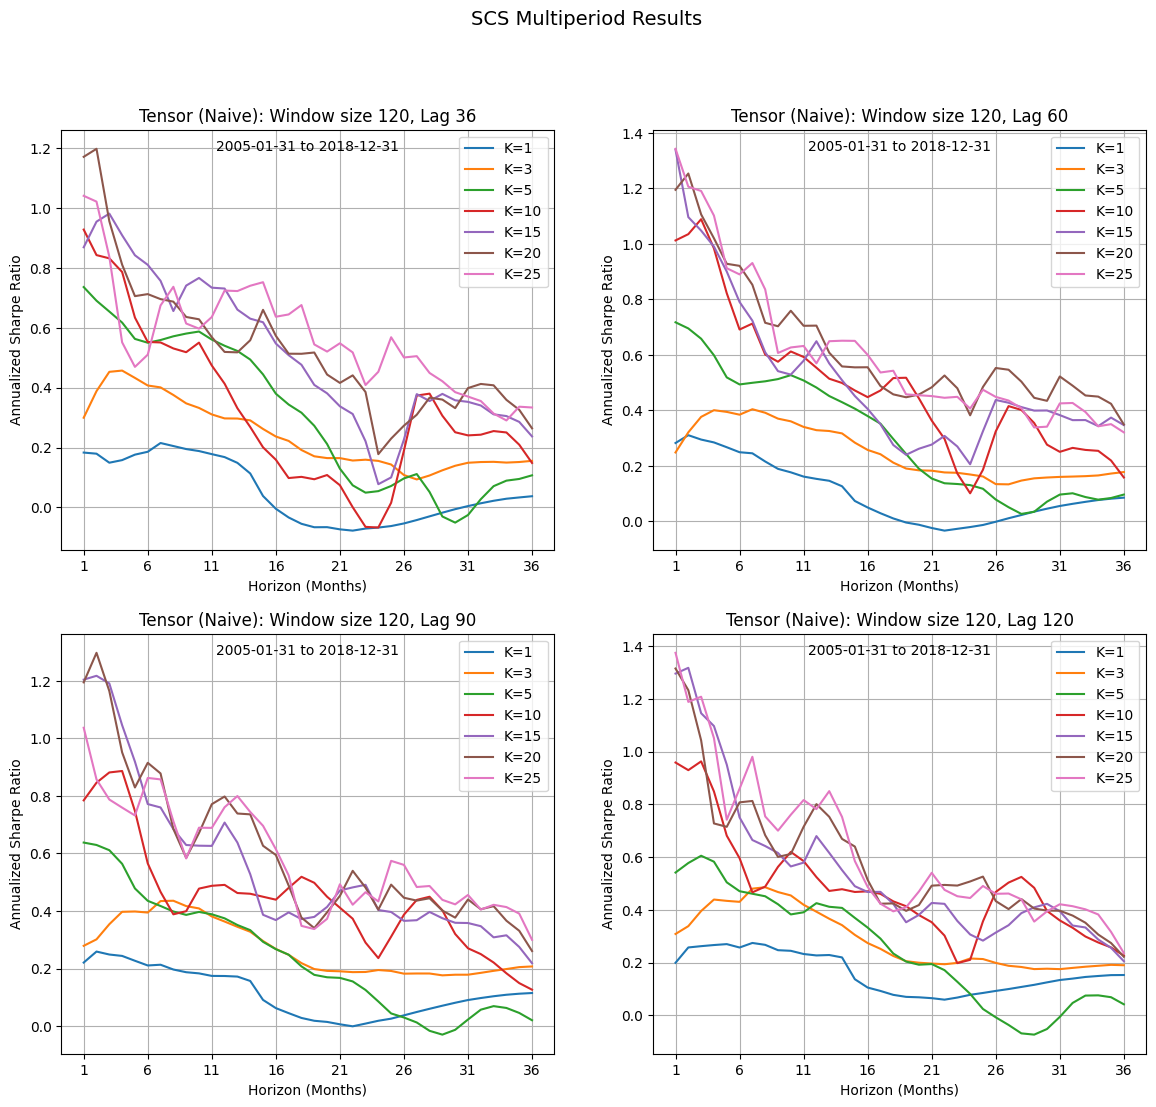 SCS Multiperiod Results
Tensor (Naive): Window size 120, Lag 36
2005-01-31 to 2018-12-31
Annualized Sharpe Ratio
1.2
1.0
0.8
0.6
0.4
0.2
0.0
K=1
K=3
K=5
K=10
K=15
K=20
K=25
1 6 11 16 21 26 31 36
Horizon (Months)
Tensor (Naive): Window size 120, Lag 60
2005-01-31 to 2018-12-31
Annualized Sharpe Ratio
1.4
1.2
1.0
0.8
0.6
0.4
0.2
0.0
K=1
K=3
K=5
K=10
K=15
K=20
K=25
1 6 11 16 21 26 31 36
Horizon (Months)
Tensor (Naive): Window size 120, Lag 90
2005-01-31 to 2018-12-31
Annualized Sharpe Ratio
1.2
1.0
0.8
0.6
0.4
0.2
0.0
K=1
K=3
K=5
K=10
K=15
K=20
K=25
1 6 11 16 21 26 31 36
Horizon (Months)
Tensor (Naive): Window size 120, Lag 120
2005-01-31 to 2018-12-31
Annualized Sharpe Ratio
1.4
1.2
1.0
0.8
0.6
0.4
0.2
0.0
K=1
K=3
K=5
K=10
K=15
K=20
K=25
1 6 11 16 21 26 31 36
Horizon (Months)